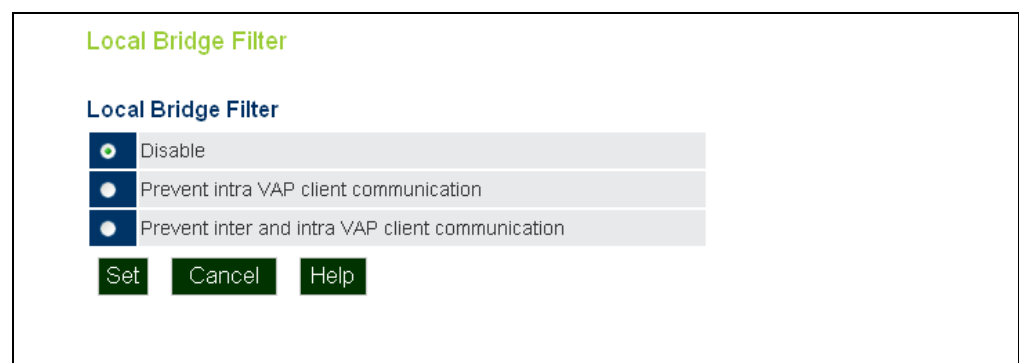 Local Bridge Filter
Local Bridge Filter
Disable
Prevent intra VAP client communication
Prevent inter and intra VAP client communication
Set Cancel Help